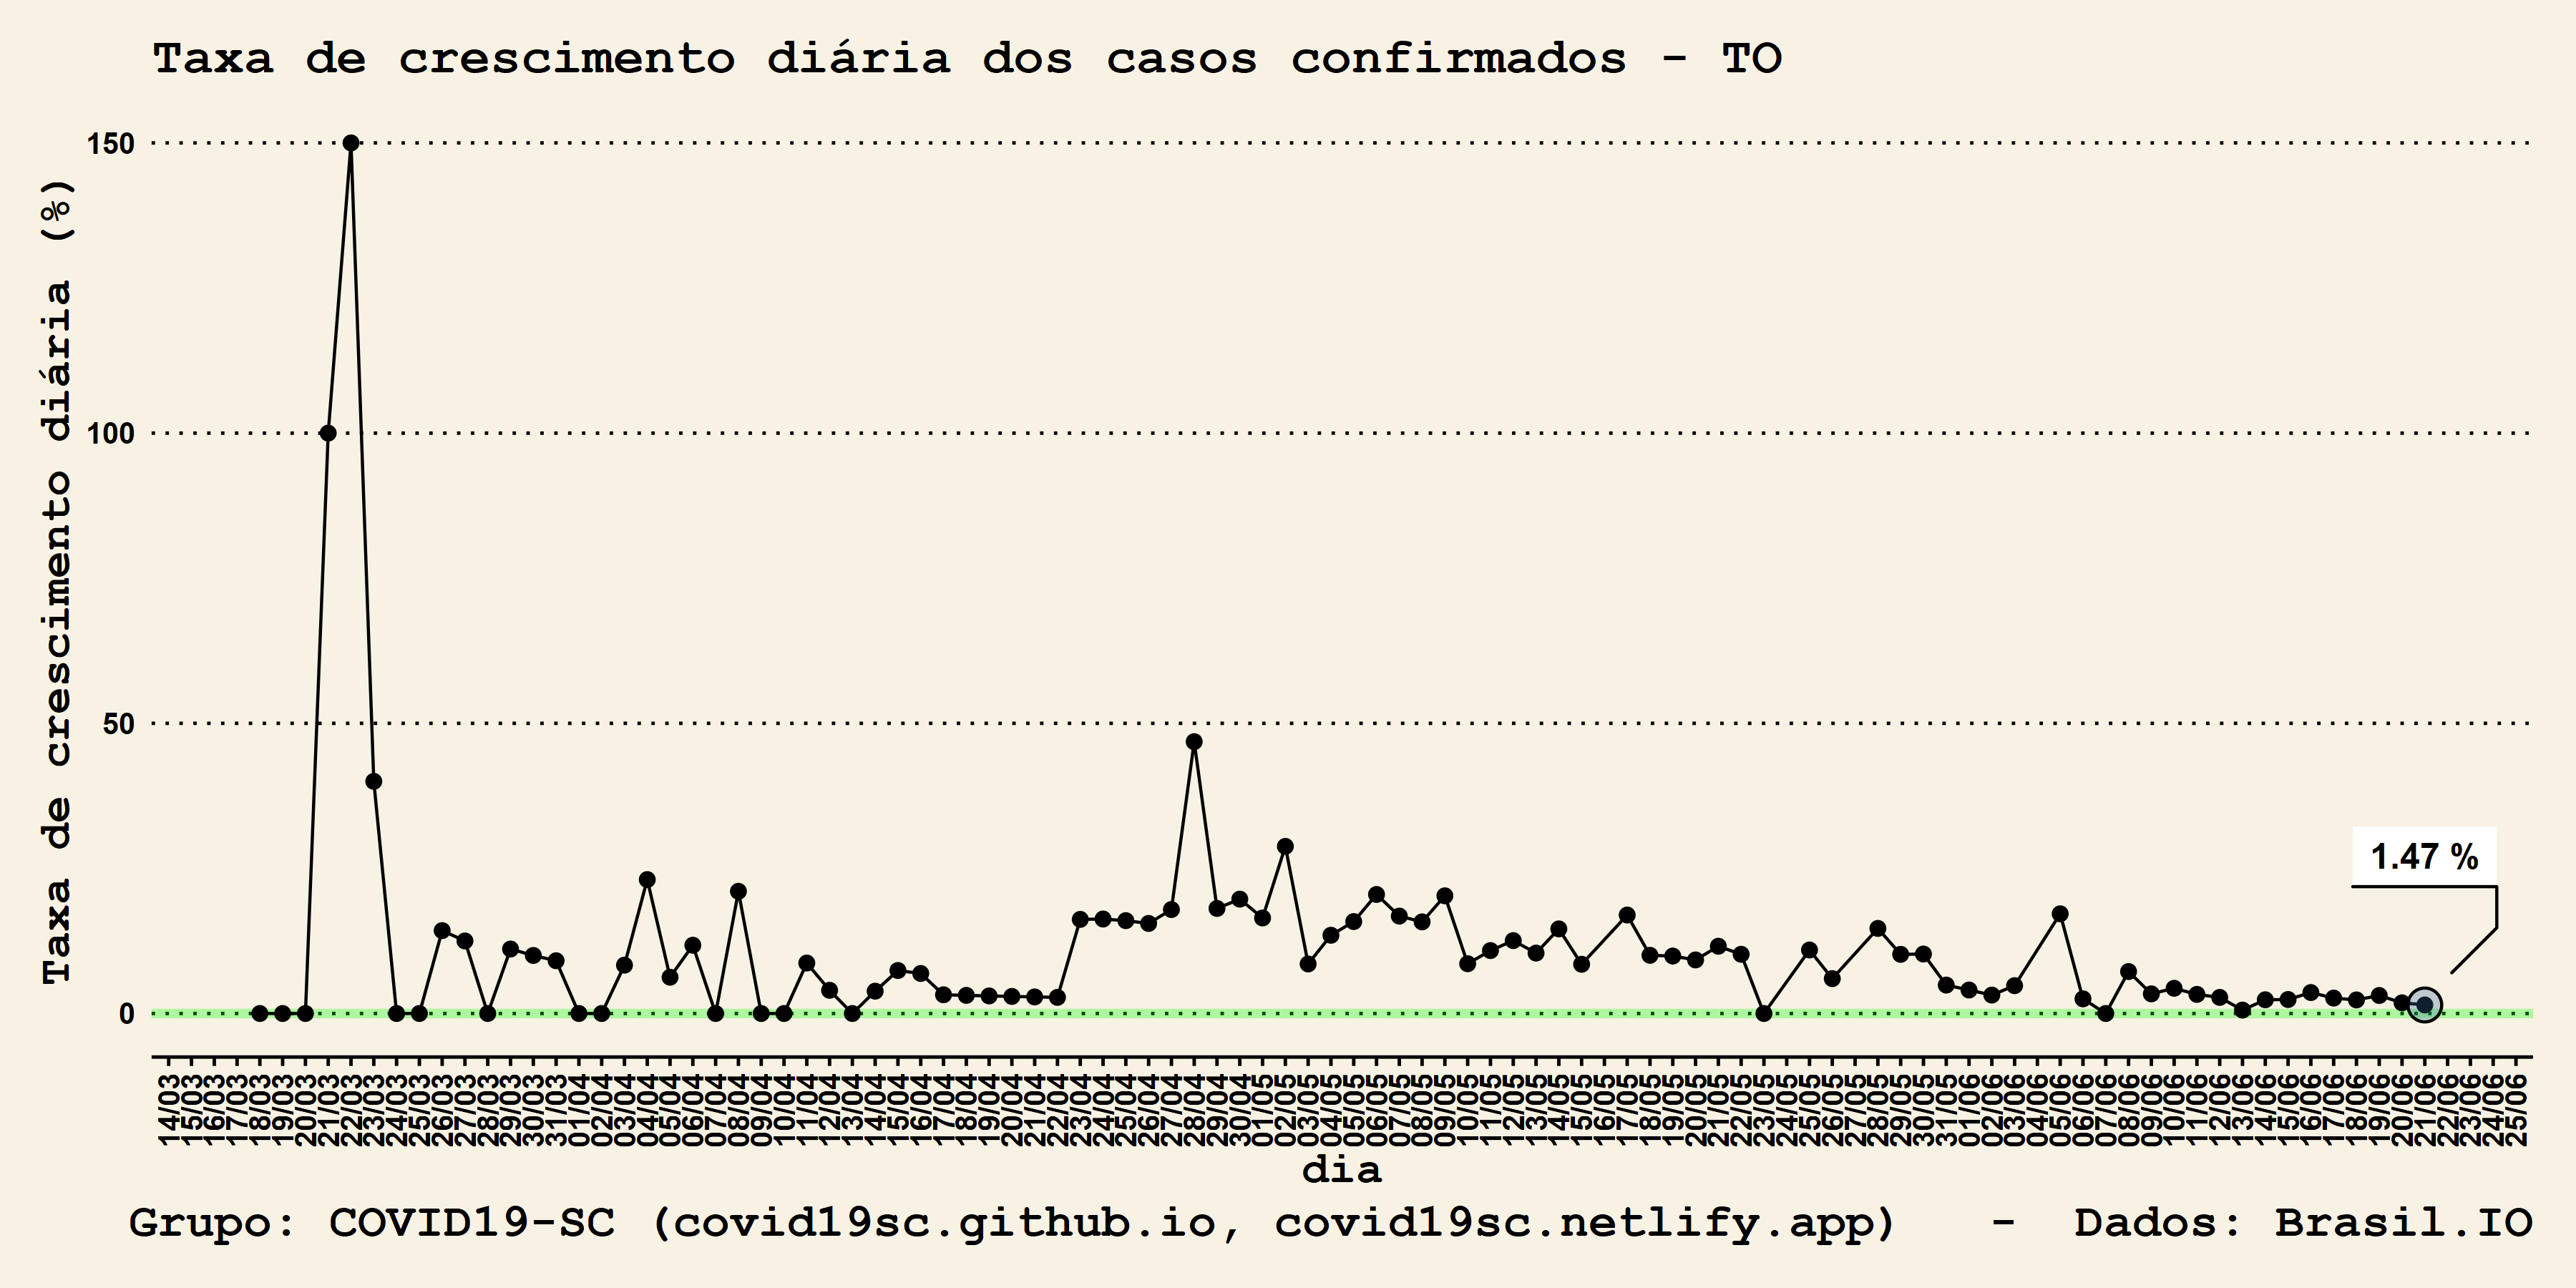 Taxa de crescimento diária dos casos confirmados - TO
Taxa de crescimento diária (%)
150
100
50
0
1.47 %
14/03 15/03 16/03 17/03 18/03 19/03 20/03 21/03 22/03 23/03 24/03 25/03 26/03 27/03 28/03 29/03 30/03 31/03 01/04 02/04 03/04 04/04 05/04 06/04 07/04 08/04 09/04 10/04 11/04 12/04 13/04 14/04 15/04 16/04 17/04 18/04 19/04 20/04 21/04 22/04 23/04 24/04 25/04 26/04 27/04 28/04 29/04 30/04 01/05 02/05 03/05 04/05 05/05 06/05 07/05 08/05 09/05 10/05 11/05 12/05 13/05 14/05 15/05 16/05 17/05 18/05 19/05 20/05 21/05 22/05 23/05 24/05 25/05 26/05 27/05 28/05 29/05 30/05 31/05 01/06 02/06 03/06 04/06 05/06 06/06 07/06 08/06 09/06 10/06 11/06 12/06 13/06 14/06 15/06 16/06 17/06 18/06 19/06 20/06 21/06 22/06 23/06 24/06 25/06
dia
Grupo: COVID19-SC (covid19sc.github.io, covid19sc.netlify.app) - Dados: Brasil.IO